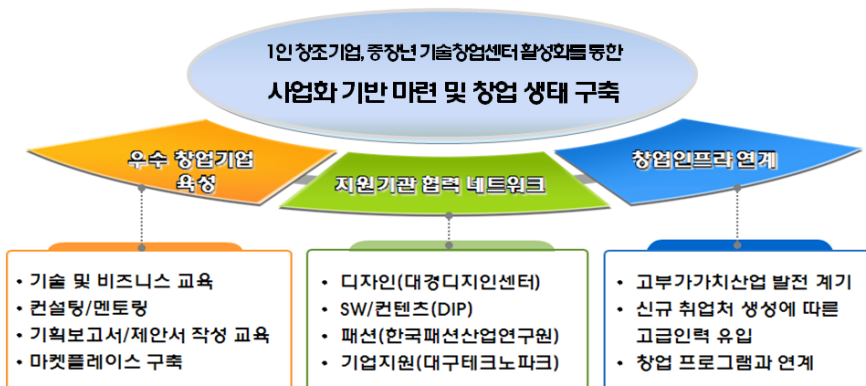 1인 창조기업, 중장년 기술창업센터 활성화를 통한
사업화 기반 마련 및 창업 생태 구축
우수 창업기업
육성
지원기관 협력 네트워크
창업인프라 연계
• 기술 및 비즈니스 교육
• 컨설팅/멘토링
• 기획보고서/제안서 작성 교육
• 마켓플레이스 구축
• 디자인(대경디지인센터)
• SW/컨텐츠(DIP)
• 패션(한국패션산업연구원)
• 기업지원(대구테크노파크)
• 고부가가치산업 발전 계기
• 신규 취업처 생성에 따른
고급인력 유입
• 창업 프로그램과 연계